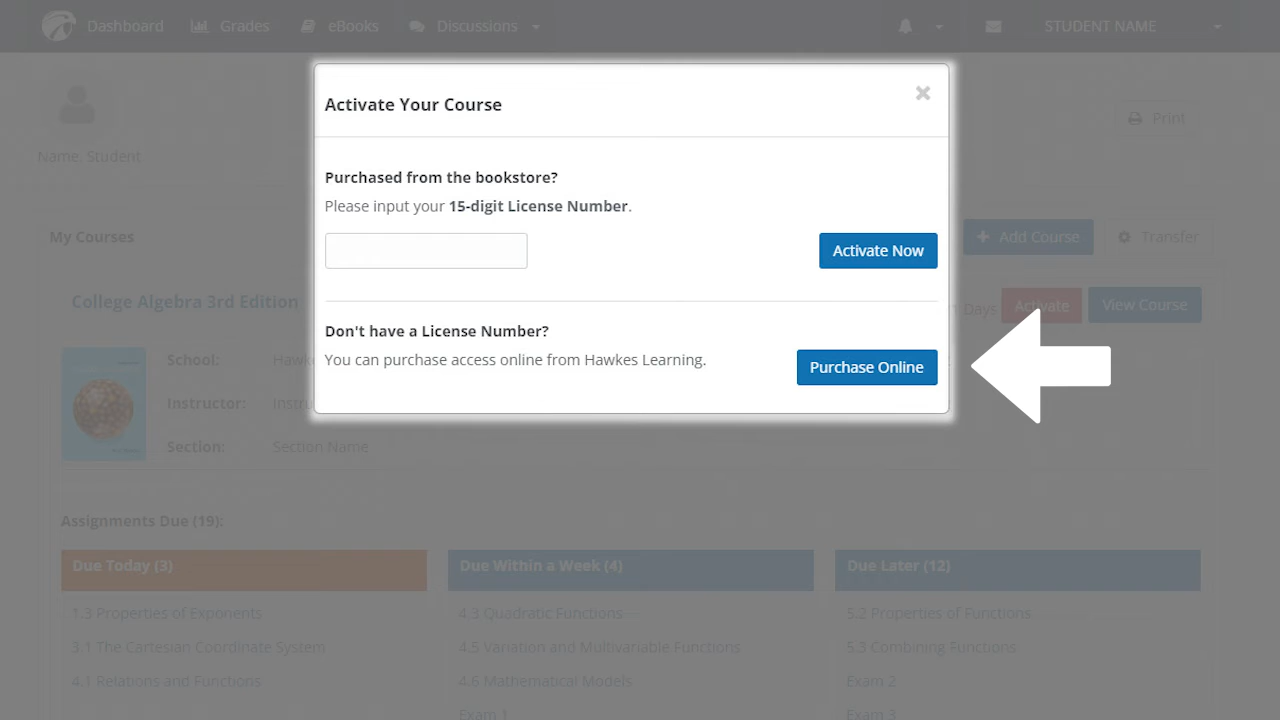 Dashboard Grades eBooks Discussions STUDENT NAME
Activate Your Course
Print
Name, Student
Purchased from the bookstore?
Please input your 15-digit License Number.
My Courses Add Course Transfer
Activate Now
College Algebra 3rd Edition Days Activate View Course
Don't have a License Number?
You can purchase access online from Hawkes Learning.
Purchase Online
School:
Instructor:
Section: Section Name
Assignments Due (19):
Due Today (3) Due Within a Week (4) Due Later (12)
1.3 Properties of Exponents 4.3 Quadratic Functions 5.2 Properties of Functions
3.1 The Cartesian Coordinate System 4.5 Variation and Multivariable Functions 5.3 Combining Functions
4.1 Relations and Functions 4.6 Mathematical Models Exam 2
Exam 1 Exam 3